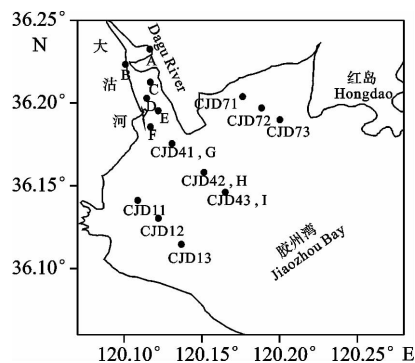 36.25°
N
36.20°
36.15°
36.10°
120.10°
120.15°
120.20°
120.25°
E
大
沽
河
Dagu River
A
B
C
D
E
F
CJD71
CJD72
CJD73
红岛
Hongdao
CJD41 , G
CJD42 , H
CJD43 , I
CJD11
CJD12
CJD13
胶州湾
Jiaozhou Bay